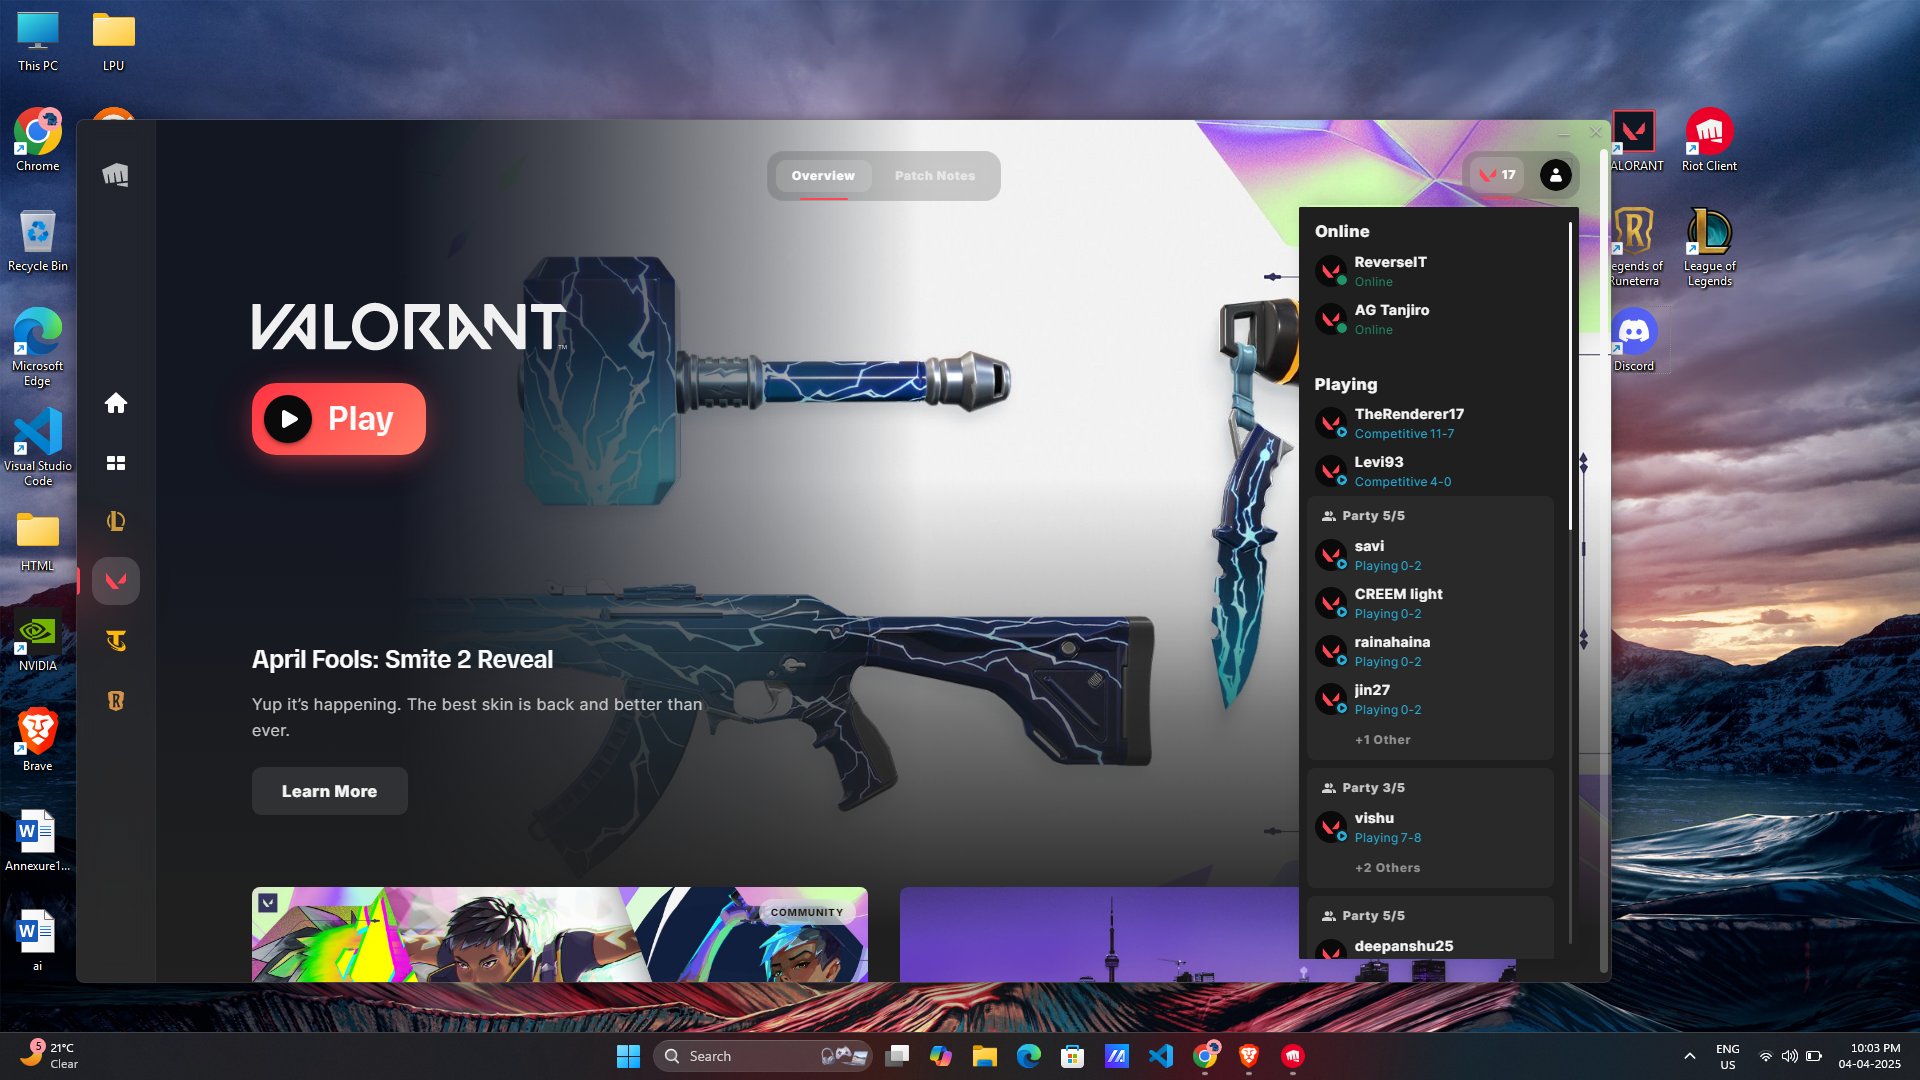 This PC
LPU
Chrome
Recycle Bin
Microsoft
Edge
Visual Studio
Code
HTML
NVIDIA
Brave
Annexure1...
ai
Overview
Patch Notes
17
VALORANT
Play
April Fools: Smite 2 Reveal
Yup it's happening. The best skin is back and better than
ever.
Learn More
COMMUNITY
Online
ReverseIT
Online
AG Tanjiro
Online
Playing
TheRenderer17
Competitive 11-7
Levi93
Competitive 4-0
Party 5/5
savi
Playing 0-2
CREEM light
Playing 0-2
rainahaina
Playing 0-2
jin27
Playing 0-2
+1 Other
Party 3/5
vishu
Playing 7-8
+2 Others
Party 5/5
deepanshu25
ALORANT
Riot Client
egends of
Runeterra
League of
Legends
Discord
5
21°C
Clear
Search
ENG
US
10:03 PM
04-04-2025